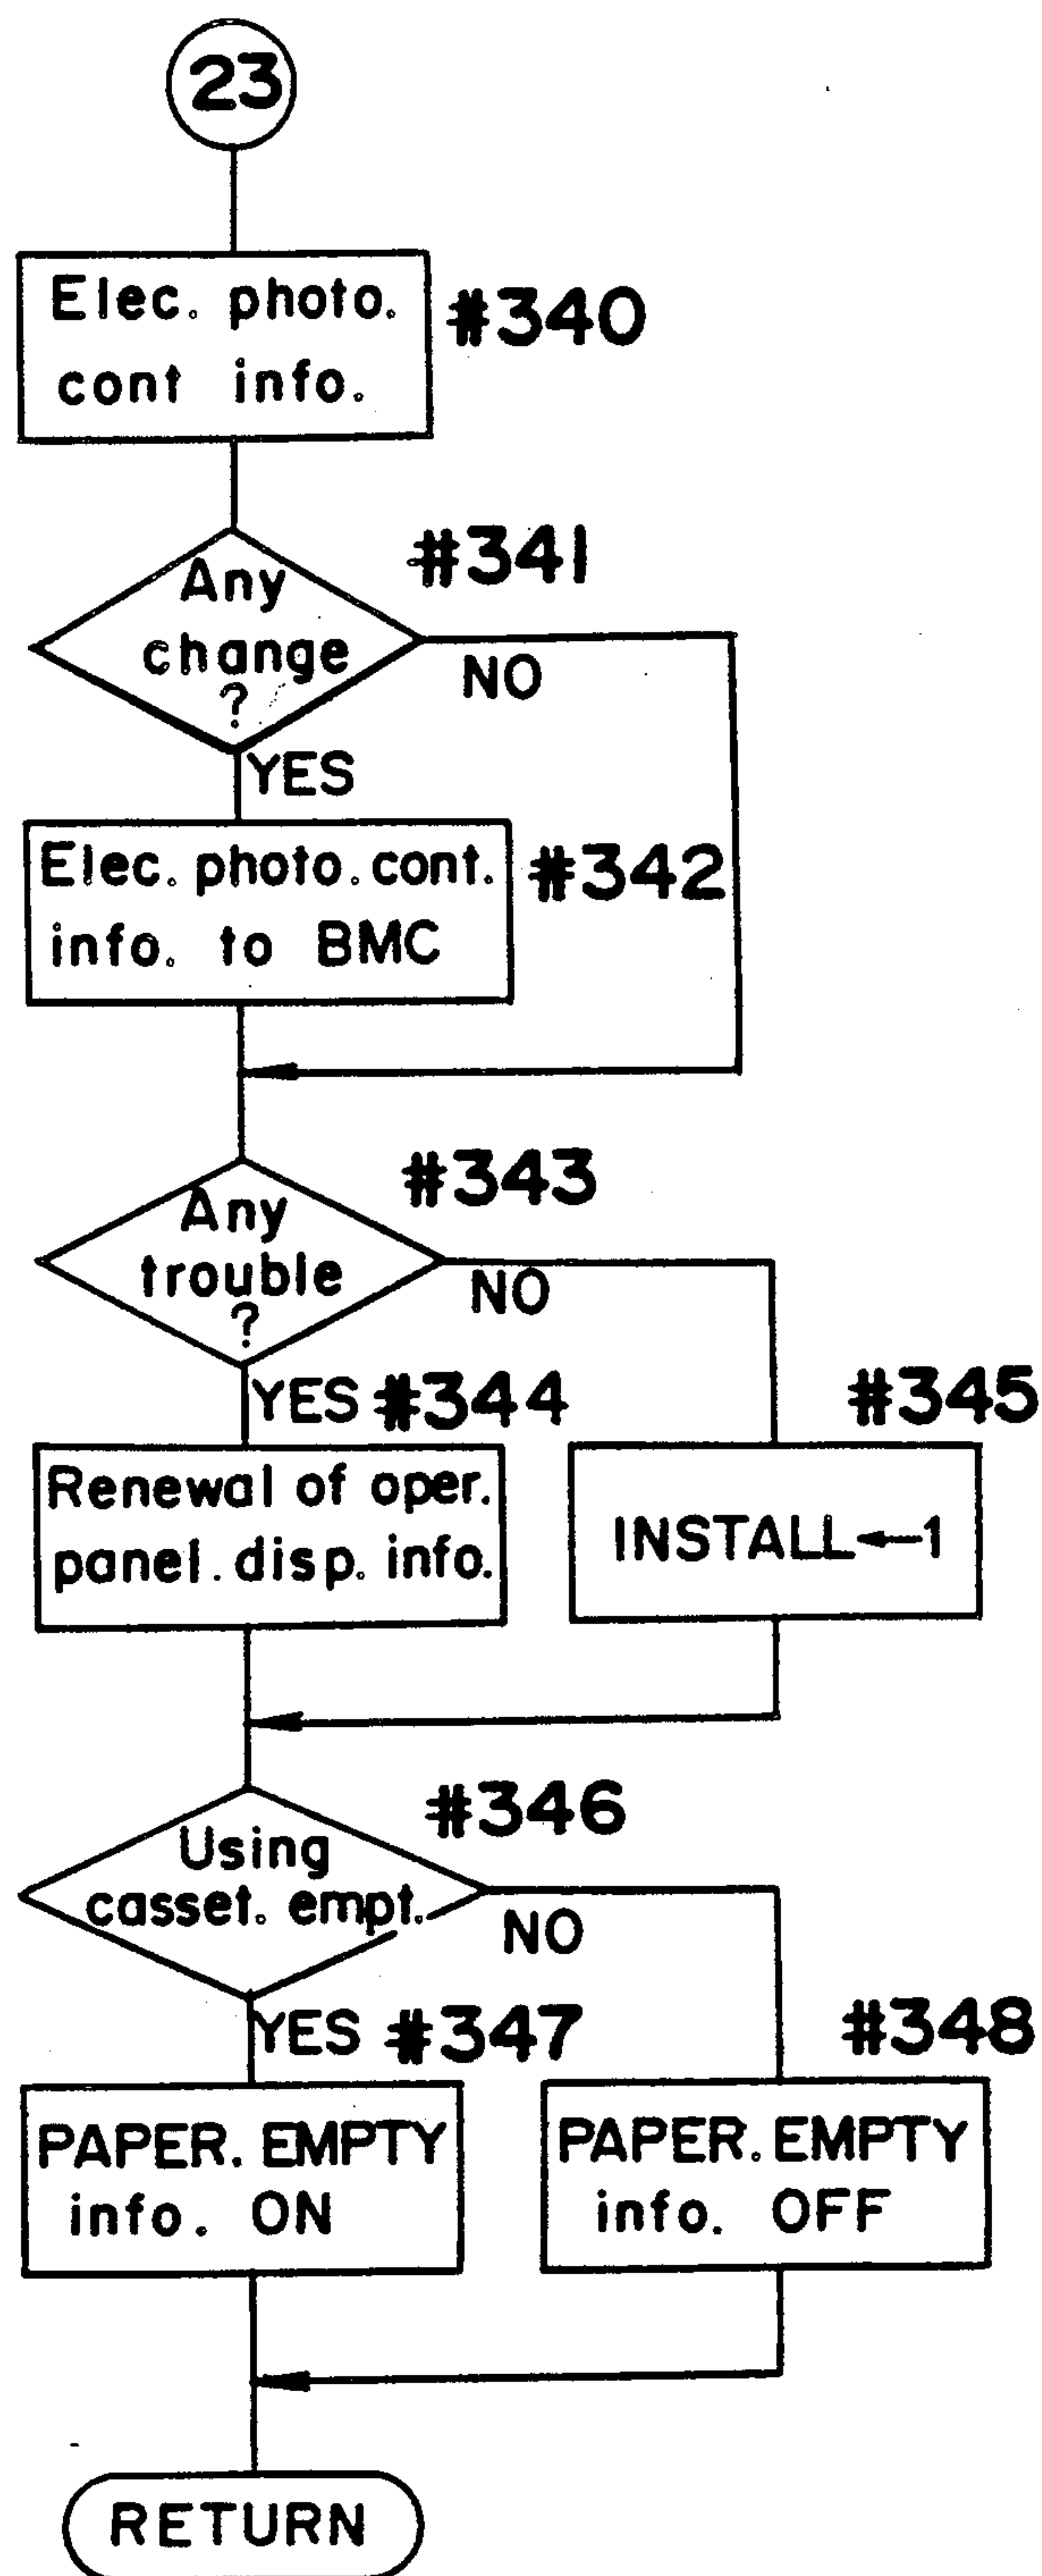 23
Elec. photo.
cont info.
#340
#341
Any
change
?
NO
YES
Elec. photo. cont.
info. to BMC
#342
#343
Any
trouble
?
NO
YES #344
#345
Renewal of oper.
panel. disp. info.
INSTALL←1
#346
Using
casset. empt.
NO
YES #347
#348
PAPER. EMPTY
info. ON
PAPER. EMPTY
info. OFF
RETURN